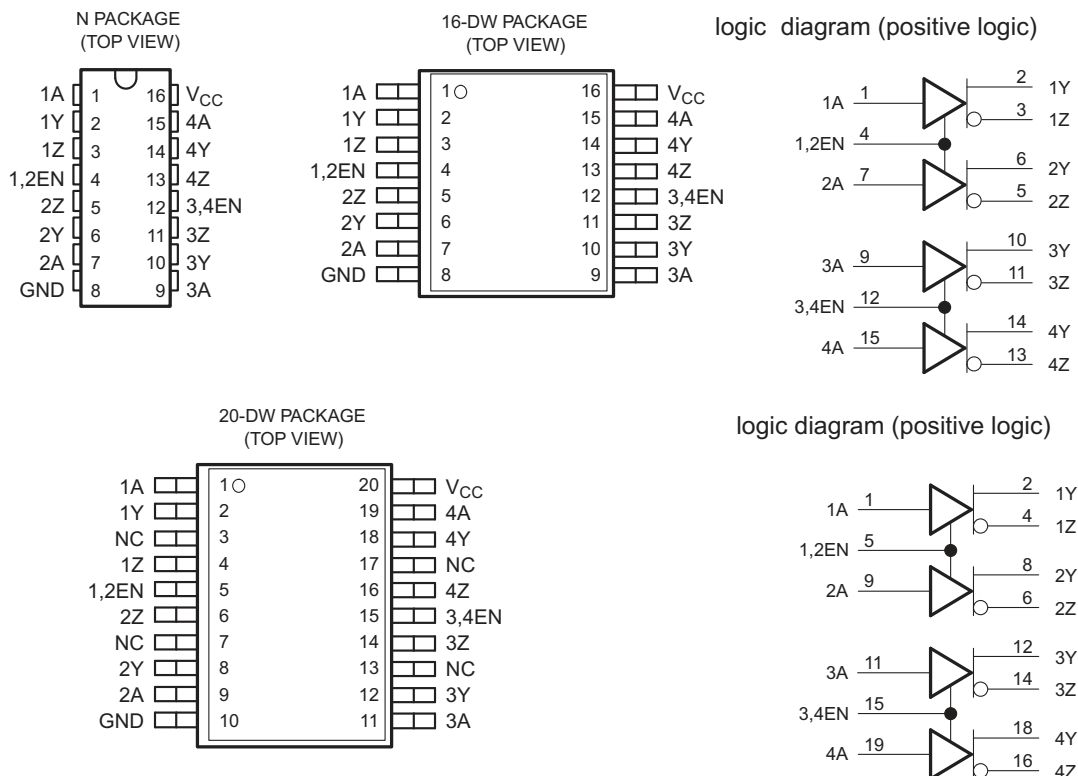 N PACKAGE
(TOP VIEW)
1A 1 16 VCC
1Y 2 15 4A
1Z 3 14 4Y
1,2EN 4 13 4Z
2Z 5 12 3,4EN
2Y 6 11 3Z
2A 7 10 3Y
GND 8 9 3A
16-DW PACKAGE
(TOP VIEW)
1A 1 16 VCC
1Y 2 15 4A
1Z 3 14 4Y
1,2EN 4 13 4Z
2Z 5 12 3,4EN
2Y 6 11 3Z
2A 7 10 3Y
GND 8 9 3A
logic diagram (positive logic)
1A 1 2 1Y
3 1Z
1,2EN 4
2A 7 6 2Y
5 2Z
3A 9 10 3Y
11 3Z
3,4EN 12
4A 15 14 4Y
13 4Z
20-DW PACKAGE
(TOP VIEW)
1A 1 20 VCC
1Y 2 19 4A
NC 3 18 4Y
1Z 4 17 NC
1,2EN 5 16 4Z
2Z 6 15 3,4EN
NC 7 14 3Z
2Y 8 13 NC
2A 9 12 3Y
GND 10 11 3A
logic diagram (positive logic)
1A 1 2 1Y
4 1Z
1,2EN 5
2A 9 8 2Y
6 2Z
3A 11 12 3Y
14 3Z
3,4EN 15
4A 19 18 4Y
16 4Z